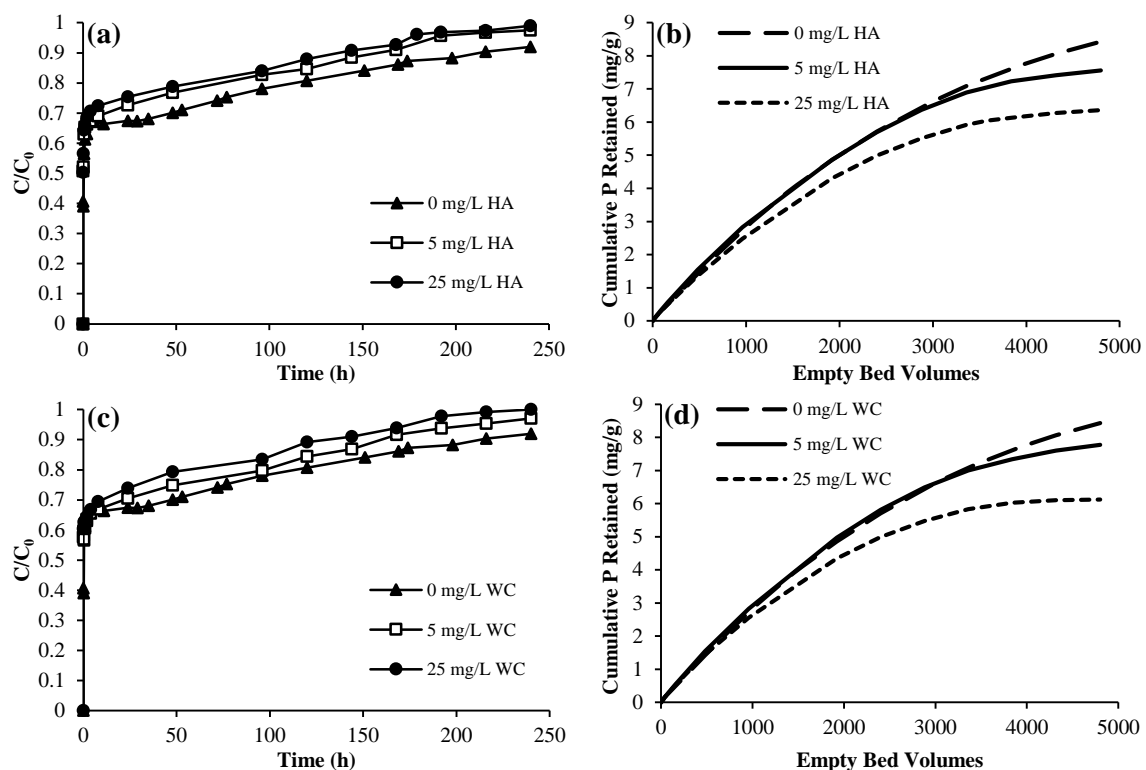 (a)
C/C0
1
0.9
0.8
0.7
0.6
0.5
0.4
0.3
0.2
0.1
0
0 mg/L HA
5 mg/L HA
25 mg/L HA
0 50 100 150 200 250
Time (h)
(b)
Cumulative P Retained (mg/g)
9
8
7
6
5
4
3
2
1
0
0 mg/L HA
5 mg/L HA
25 mg/L HA
0 1000 2000 3000 4000 5000
Empty Bed Volumes
(c)
C/C0
1
0.9
0.8
0.7
0.6
0.5
0.4
0.3
0.2
0.1
0
0 mg/L WC
5 mg/L WC
25 mg/L WC
0 50 100 150 200 250
Time (h)
(d)
Cumulative P Retained (mg/g)
9
8
7
6
5
4
3
2
1
0
0 mg/L WC
5 mg/L WC
25 mg/L WC
0 1000 2000 3000 4000 5000
Empty Bed Volumes